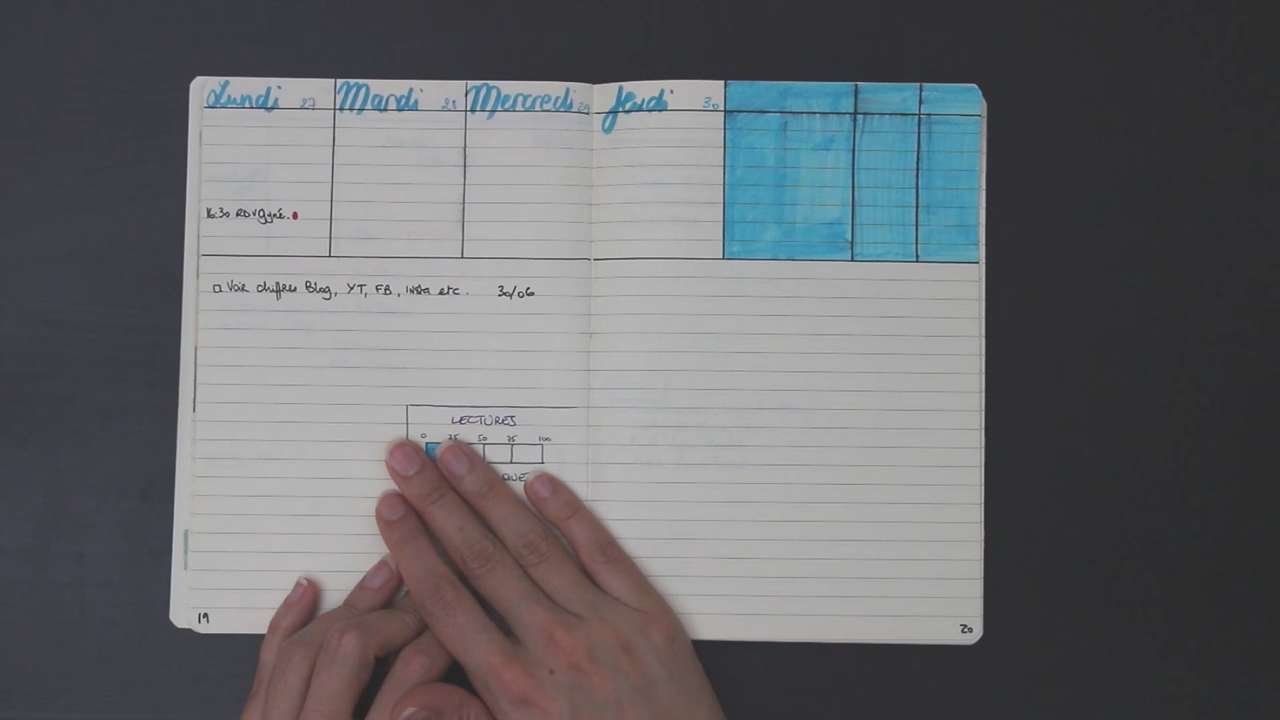 Lundi 27 Mardi 28 Mercredi 29 Jeudi 30
16:30 RDV gyné.
Voir chiffres Blog, YT, FB, Insta etc. 30/06
LECTURES
0 25 50 75 100
19
20